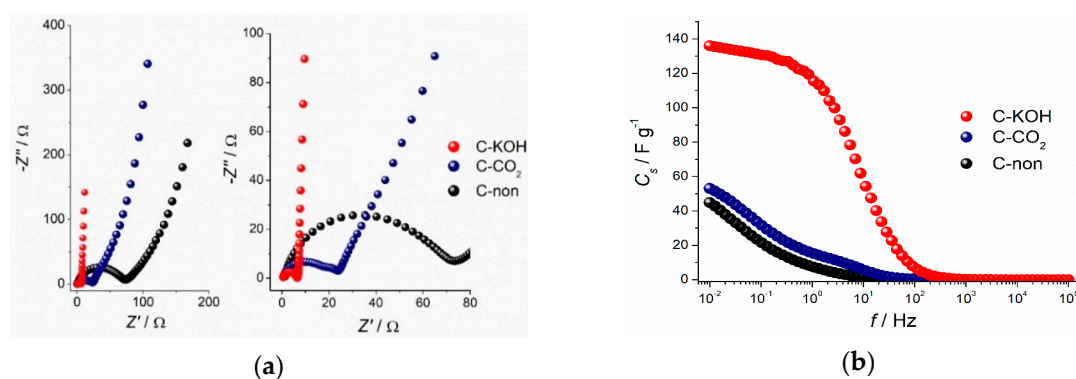 400
300
200
100
0
-Z" / Ω
0
100
200
Z' / Ω
100
80
60
40
20
0
-Z" / Ω
0
20
40
60
80
Z' / Ω
C-KOH
C-CO₂
C-non
(a)
140
120
100
80
60
40
20
0
Cₛ / F g⁻¹
10⁻²
10⁻¹
10⁰
10¹
10²
10³
10⁴
10⁵
f / Hz
C-KOH
C-CO₂
C-non
(b)